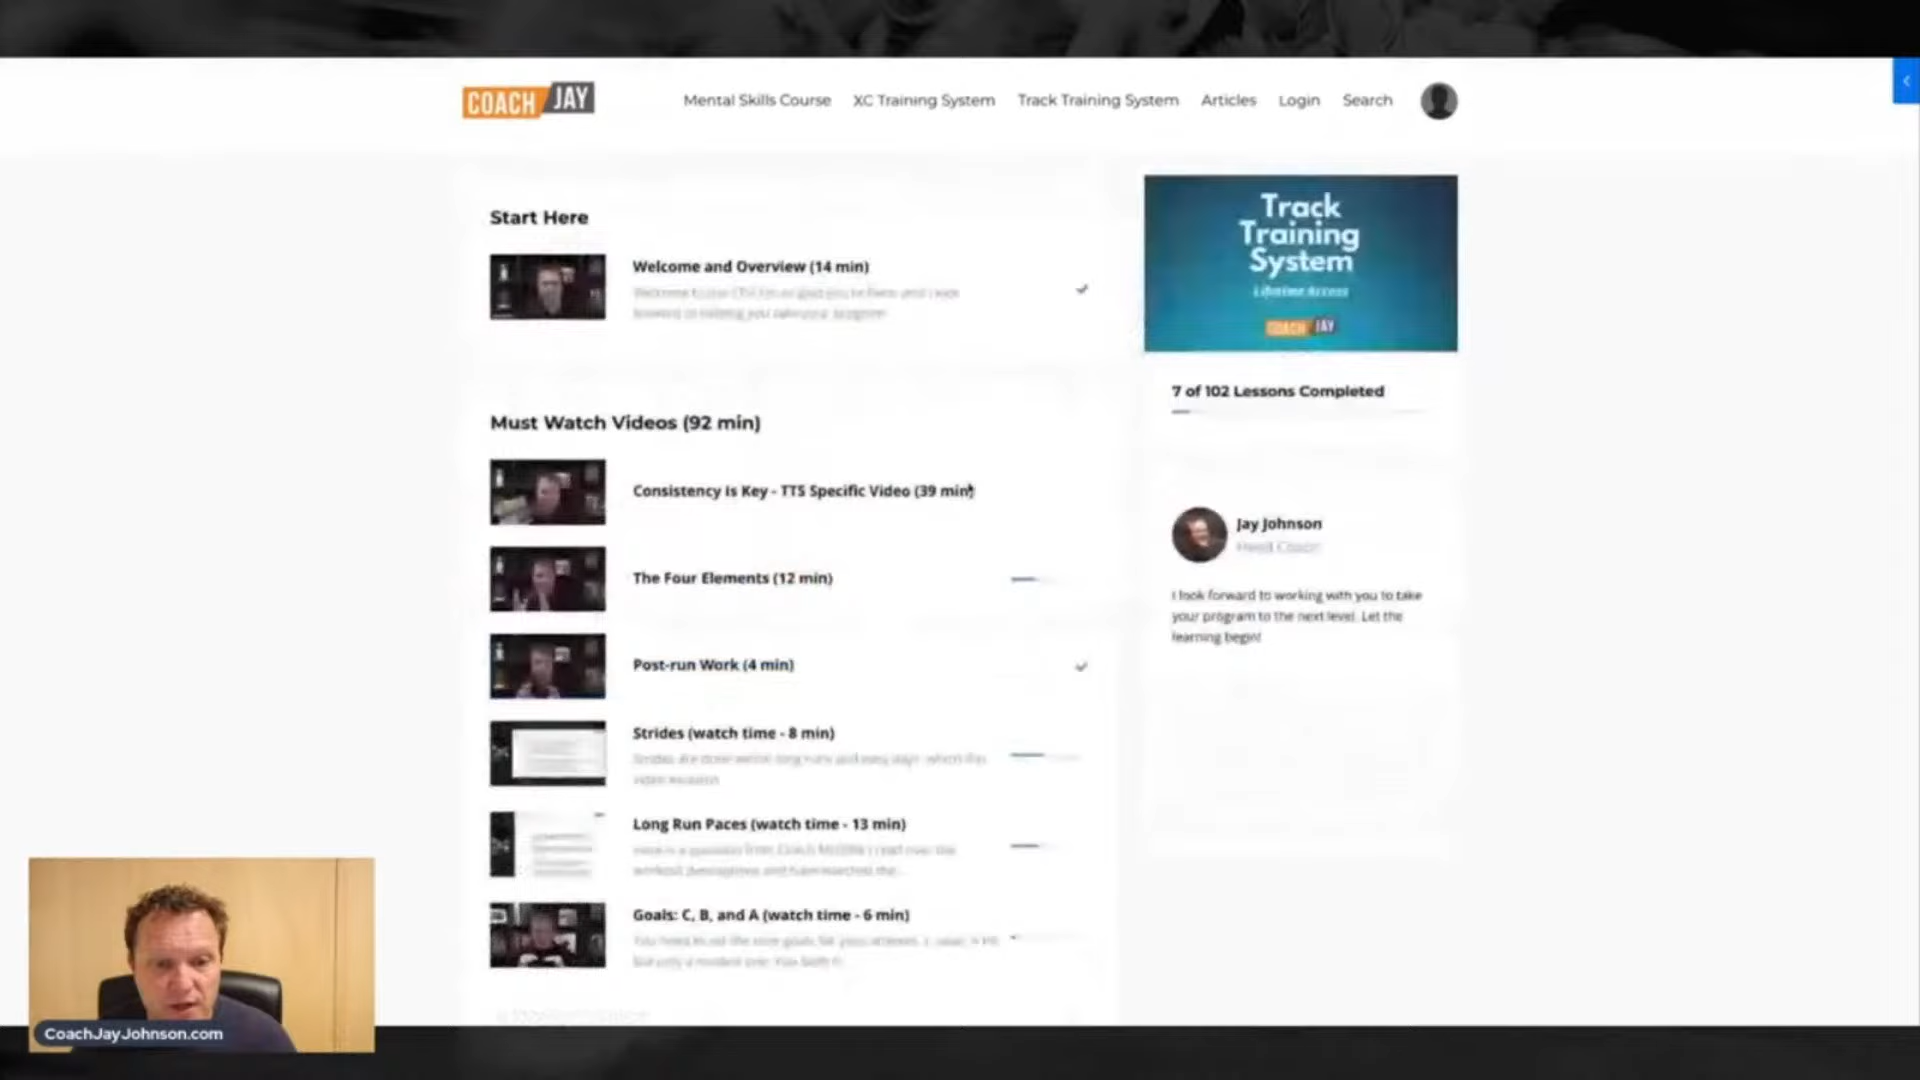 COACH JAY
Mental Skills Course
XC Training System
Track Training System
Articles
Login
Search
Start Here
Welcome and Overview (14 min)
Must Watch Videos (92 min)
Consistency is Key - TTS Specific Video (39 min)
The Four Elements (12 min)
Post-run Work (4 min)
Strides (watch time - 8 min)
Long Run Paces (watch time - 13 min)
Goals: C, B, and A (watch time - 6 min)
Track
Training
System
Lifetime Access
COACH JAY
7 of 102 Lessons Completed
Jay Johnson
Head Coach
I look forward to working with you to take
your program to the next level. Let the
learning begin!
CoachJayJohnson.com